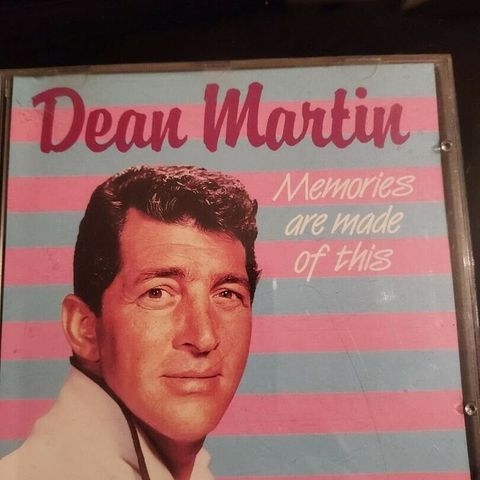 Dean Martin
Memories
are made
of this